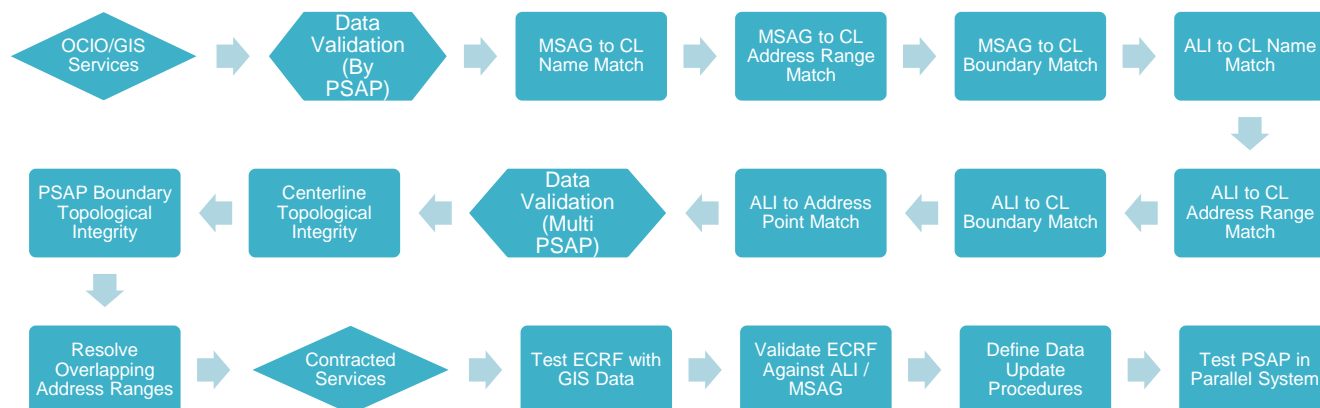 OCIO/GIS
Services
Data
Validation
(By
PSAP)
MSAG to CL
Name Match
MSAG to CL
Address Range
Match
MSAG to CL
Boundary Match
ALI to CL Name
Match
PSAP Boundary
Topological
Integrity
Centerline
Topological
Integrity
Data
Validation
(Multi
PSAP)
ALI to Address
Point Match
ALI to CL
Boundary Match
ALI to CL
Address Range
Match
Resolve
Overlapping
Address Ranges
Contracted
Services
Test ECRF with
GIS Data
Validate ECRF
Against ALI /
MSAG
Define Data
Update
Procedures
Test PSAP in
Parallel System